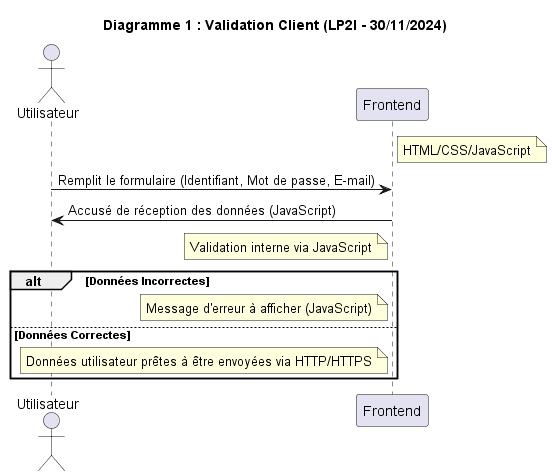 Diagramme 1 : Validation Client (LP2I - 30/11/2024)
Utilisateur
Frontend
HTML/CSS/JavaScript
Remplit le formulaire (Identifiant, Mot de passe, E-mail)
Accusé de réception des données (JavaScript)
Validation interne via JavaScript
alt [Données Incorrectes]
Message d'erreur à afficher (JavaScript)
[Données Correctes]
Données utilisateur prêtes à être envoyées via HTTP/HTTPS
Utilisateur
Frontend